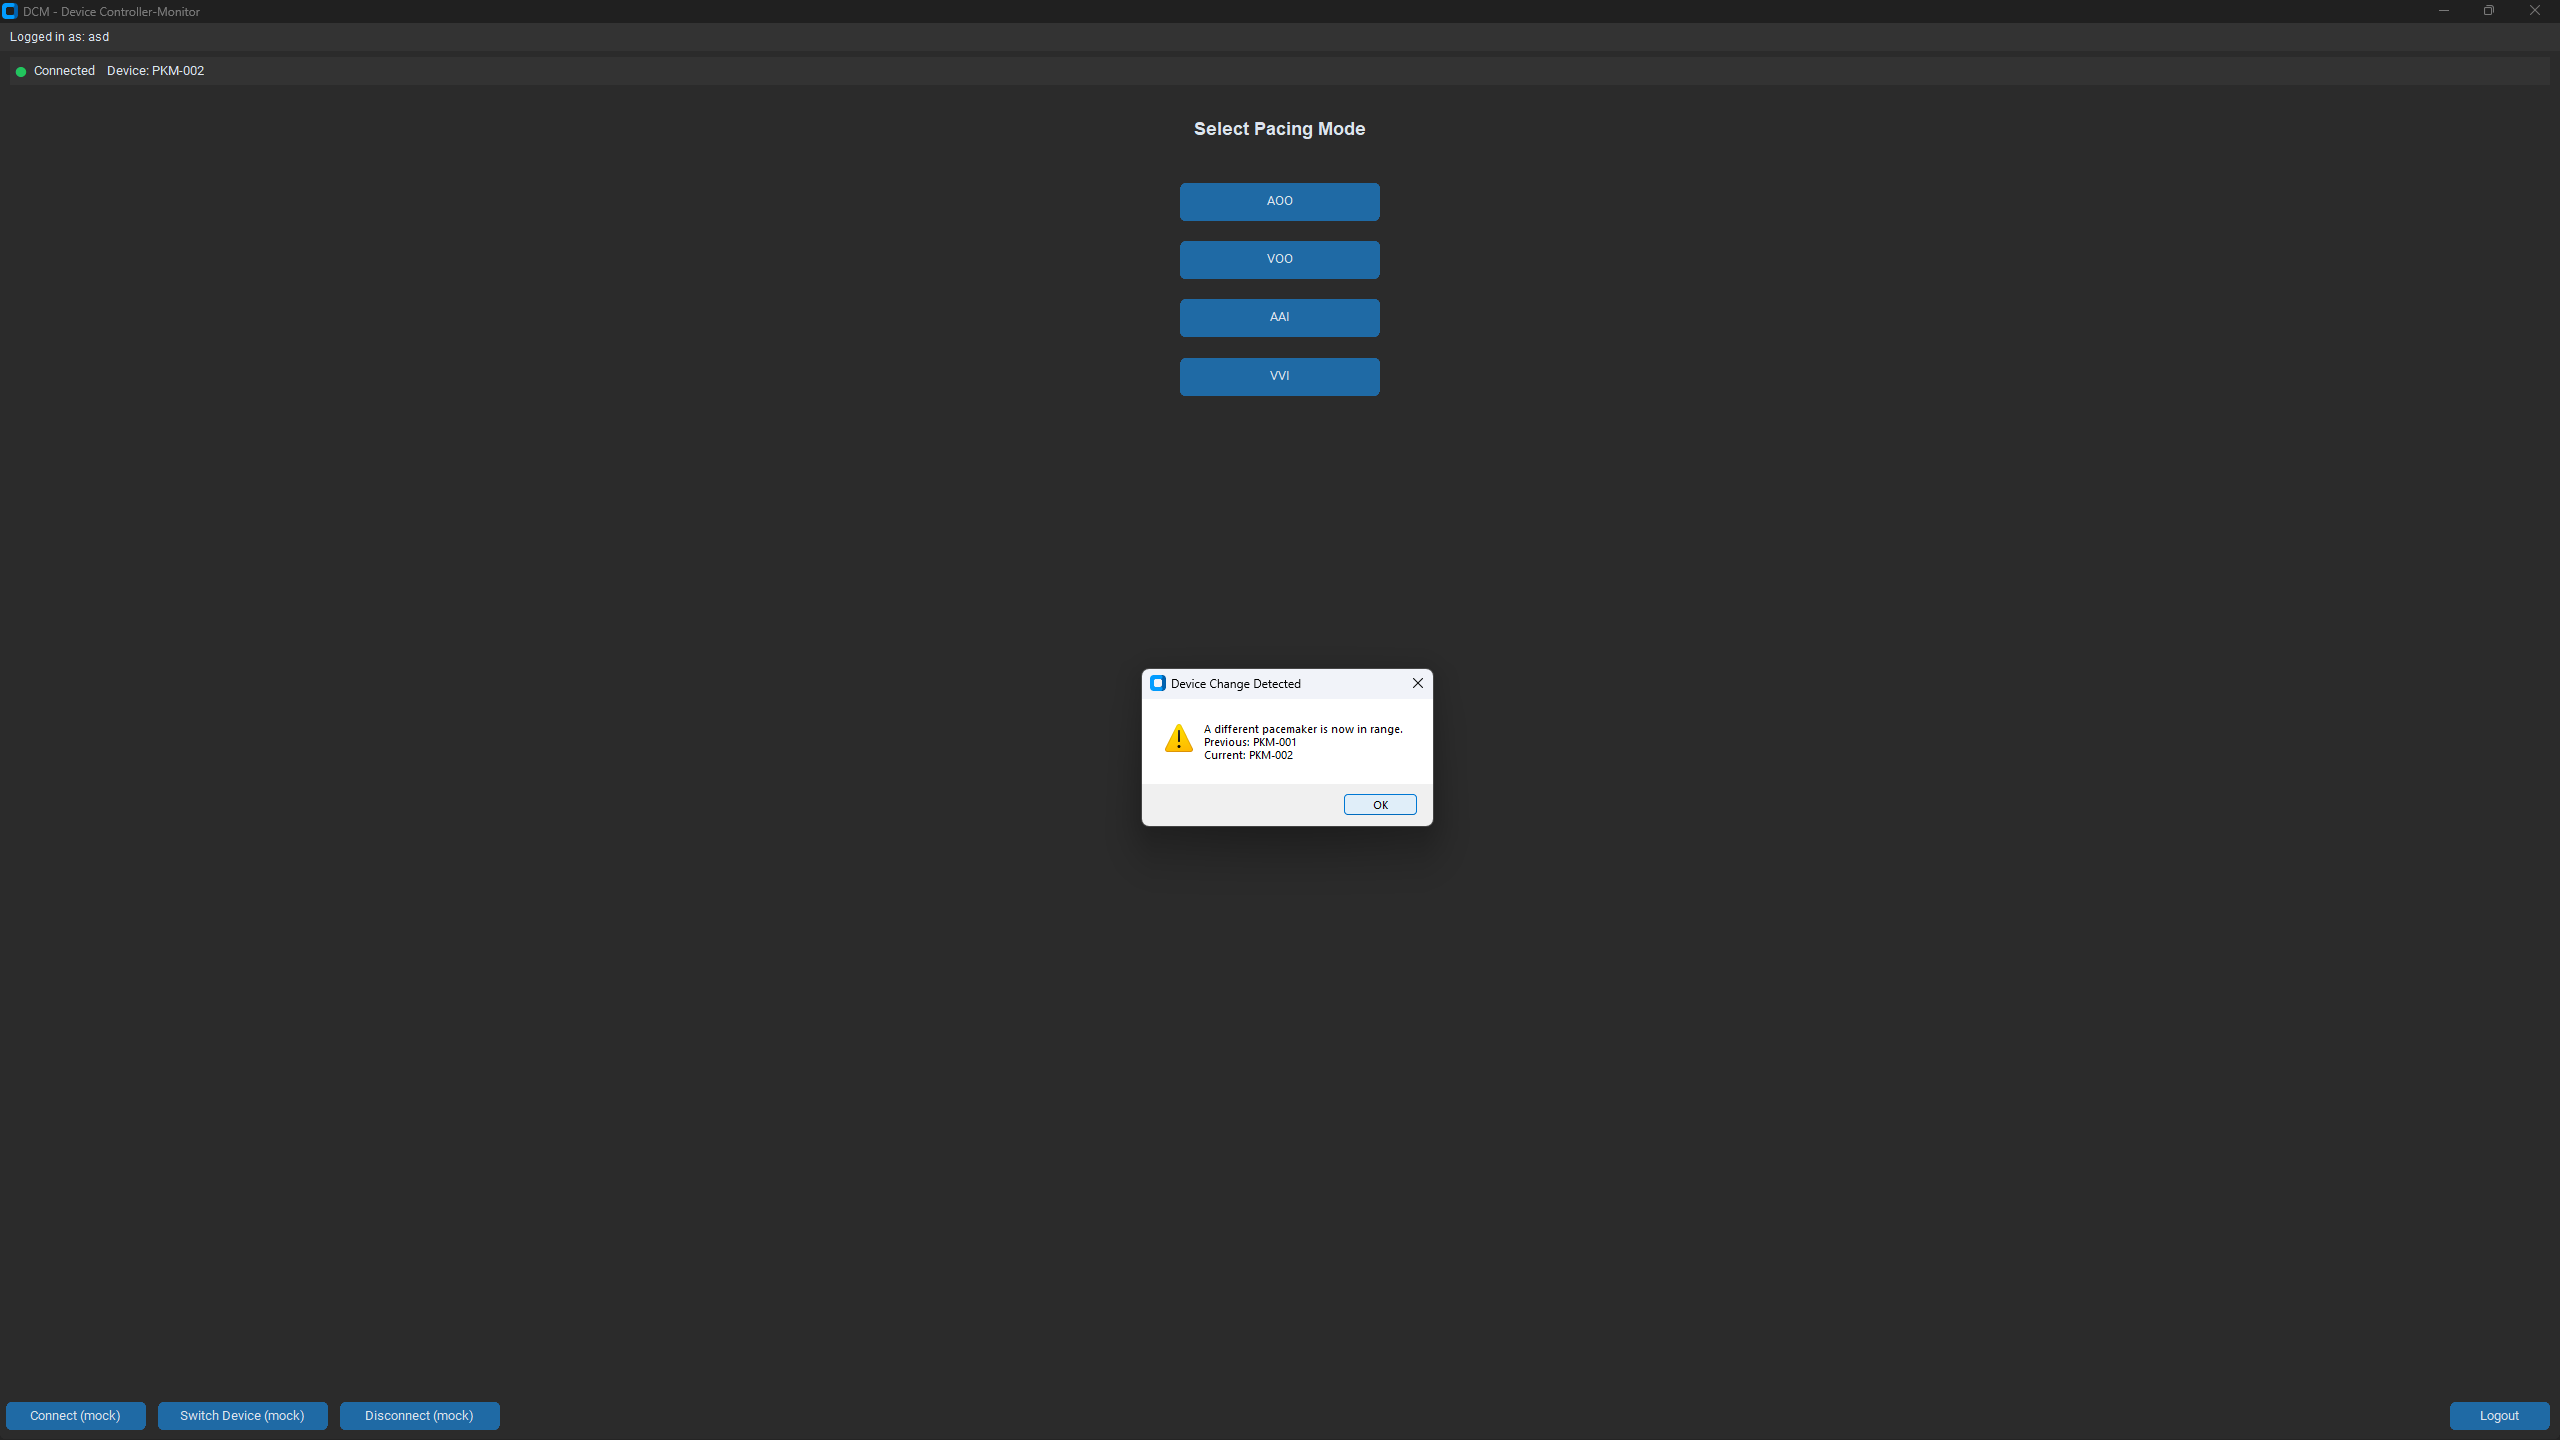 DCM - Device Controller-Monitor
Logged in as: asd
Connected Device: PKM-002
Select Pacing Mode
AOO
VOO
AAI
VVI
Device Change Detected
A different pacemaker is now in range.
Previous: PKM-001
Current: PKM-002
OK
Connect (mock) Switch Device (mock) Disconnect (mock) Logout